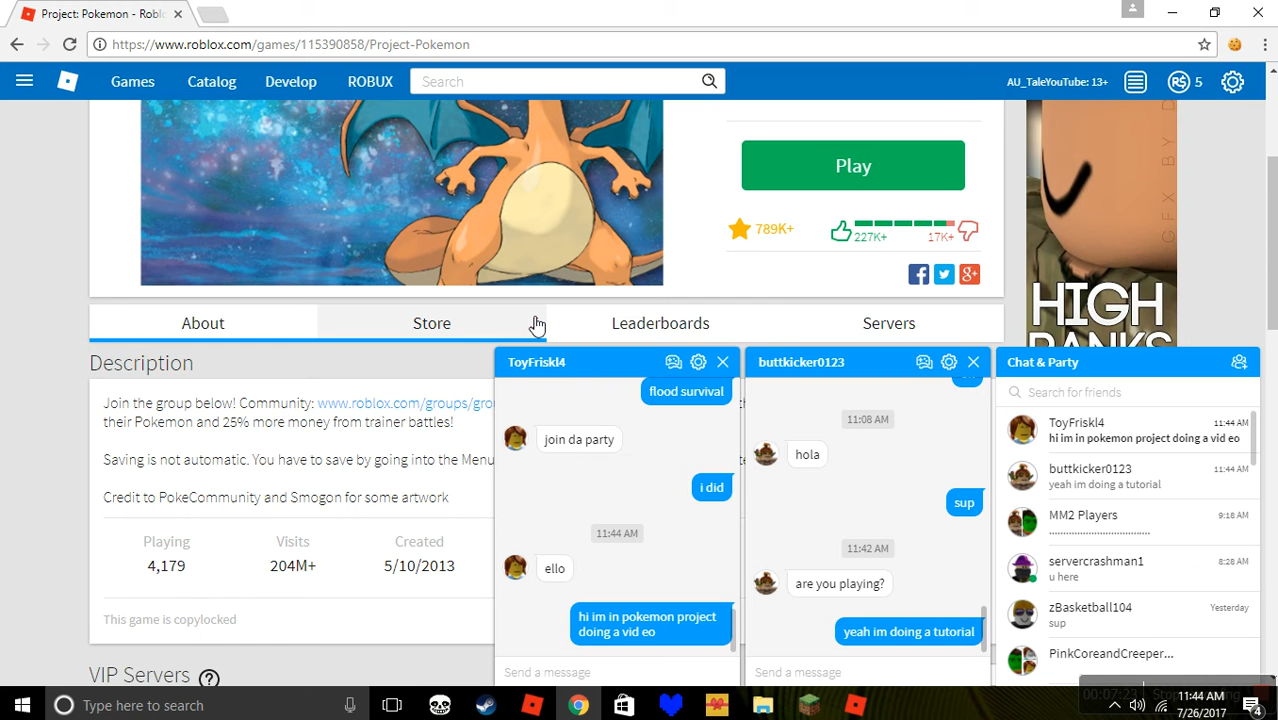 Project: Pokemon - Robl
https://www.roblox.com/games/115390858/Project-Pokemon
Games
Catalog
Develop
ROBUX
Search
AU_TaleYouTube: 13+
R$ 5
Play
789K+
227K+
17K+
GFX BY D
HIGH
RANKS
About
Store
Leaderboards
Servers
Description
Join the group below! Community: www.roblox.com/groups/gro
their Pokemon and 25% more money from trainer battles!
Saving is not automatic. You have to save by going into the Menu
Credit to PokeCommunity and Smogon for some artwork
Playing
Visits
Created
4,179
204M+
5/10/2013
This game is copylocked
VIP Servers ?
ToyFriskl4
flood survival
join da party
i did
11:44 AM
ello
hi im in pokemon project
doing a vid eo
Send a message
buttkicker0123
11:08 AM
hola
sup
11:42 AM
are you playing?
yeah im doing a tutorial
Send a message
Chat & Party
Search for friends
ToyFriskl4
11:44 AM
hi im in pokemon project doing a vid eo
buttkicker0123
11:44 AM
yeah im doing a tutorial
MM2 Players
9:18 AM
....................................
servercrashman1
8:28 AM
u here
zBasketball104
Yesterday
sup
PinkCoreandCreeper...
00:07:23
Type here to search
11:44 AM
7/26/2017
4